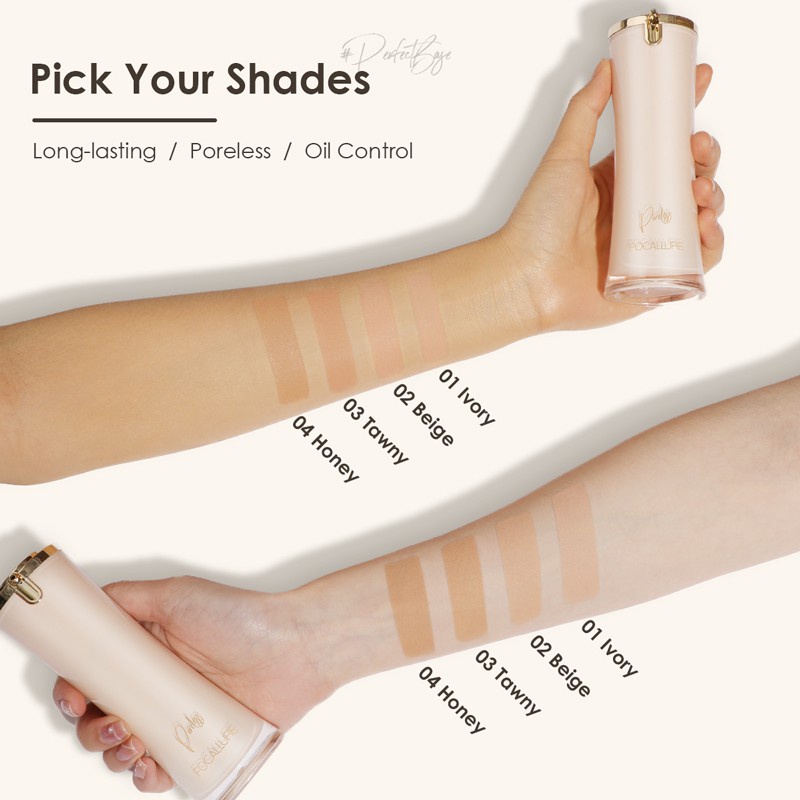 #PerfectBase
Pick Your Shades
Long-lasting / Poreless / Oil Control
Poreless
FOCALLURE
01 Ivory
02 Beige
03 Tawny
04 Honey
01 Ivory
02 Beige
03 Tawny
04 Honey
Poreless
FOCALLURE